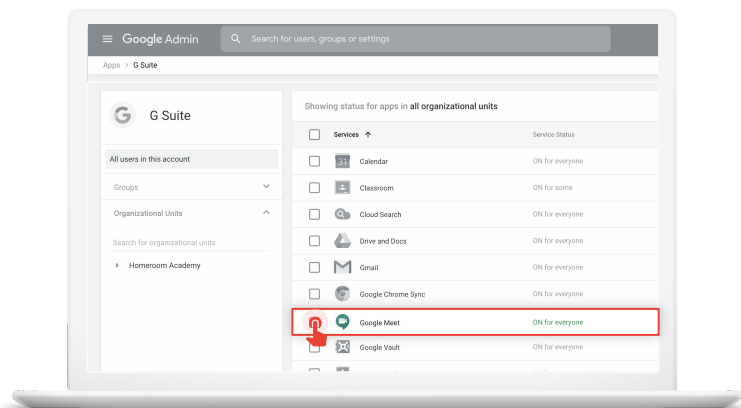 Google Admin
Search for users, groups or settings
Apps > G Suite
G Suite
All users in this account
Groups
Organizational Units
Search for organizational units
Homeroom Academy
Showing status for apps in all organizational units
Services ↑ Service Status
31 Calendar ON for everyone
Classroom ON for some
Cloud Search ON for everyone
Drive and Docs ON for everyone
Gmail ON for everyone
Google Chrome Sync ON for everyone
Google Meet ON for everyone
Google Vault ON for everyone